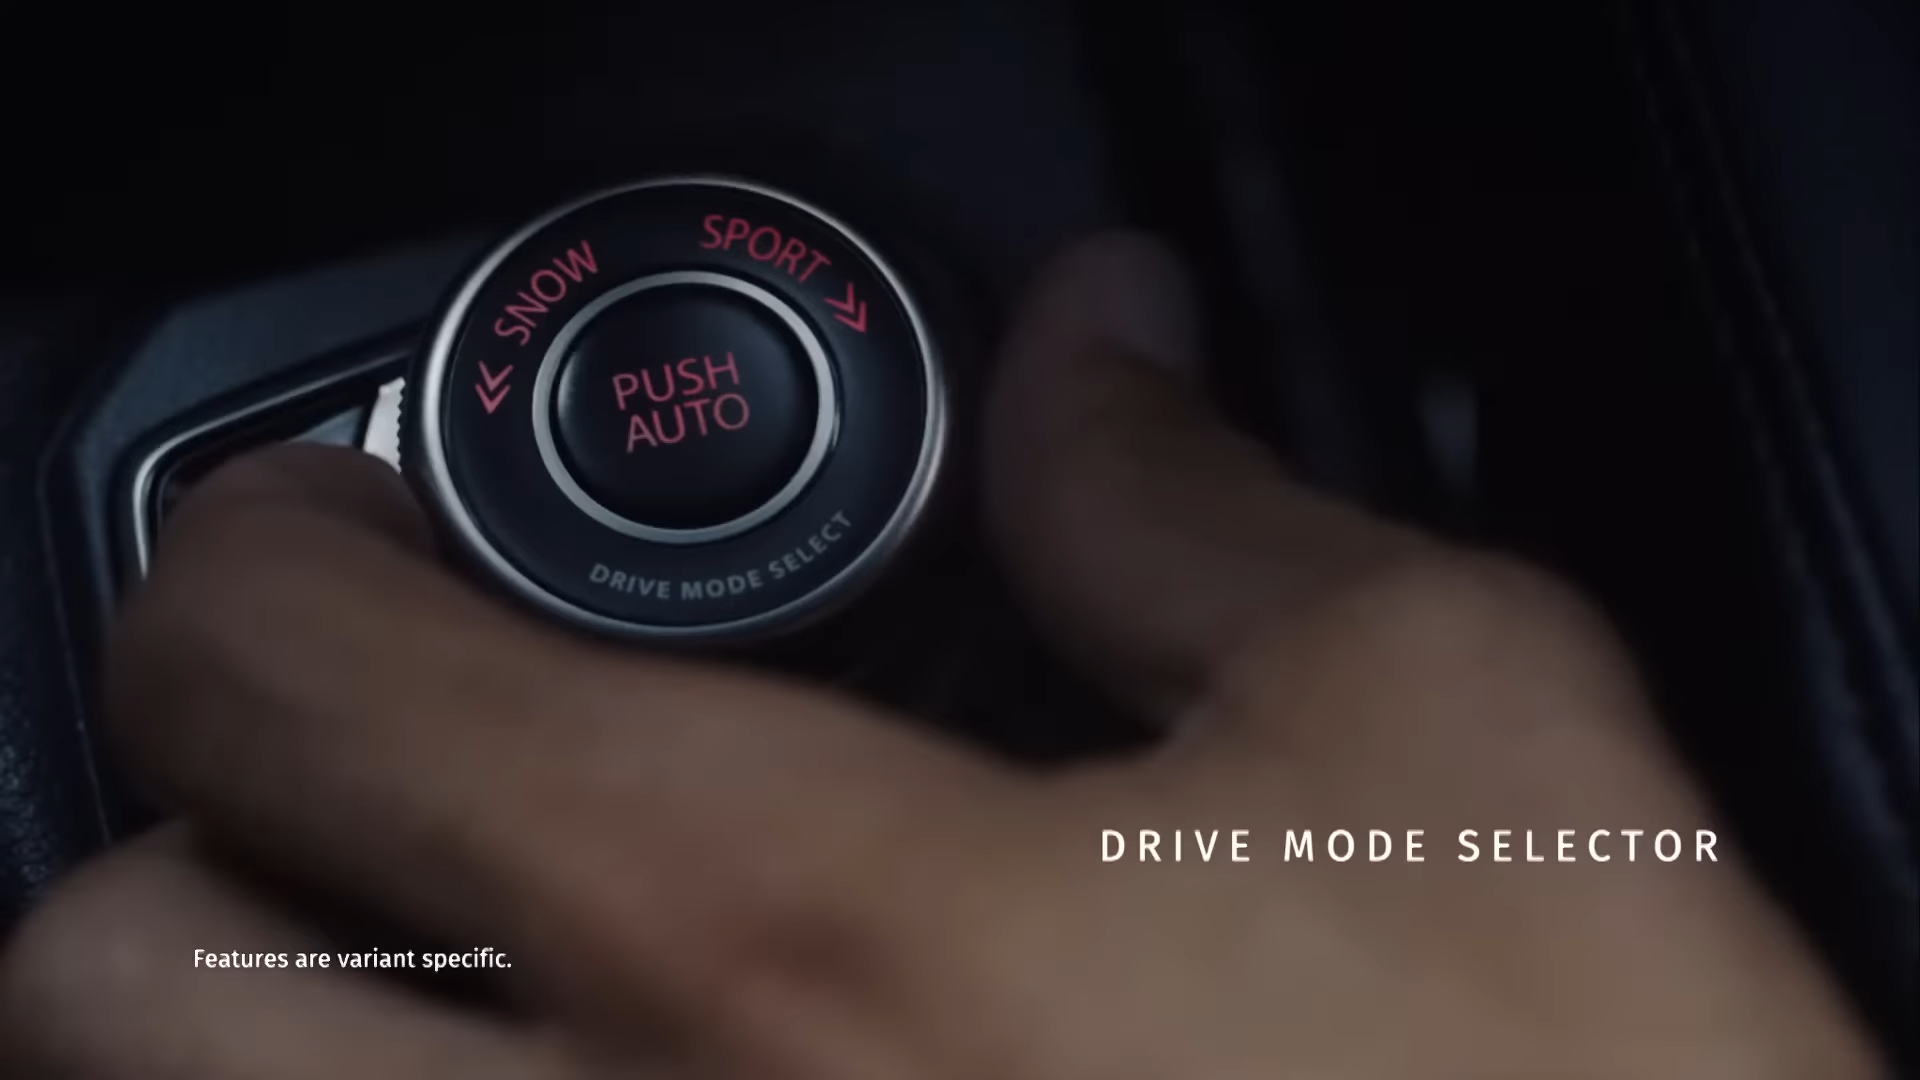 SNOW
SPORT
PUSH
AUTO
DRIVE MODE SELECT
DRIVE MODE SELECTOR
Features are variant specific.